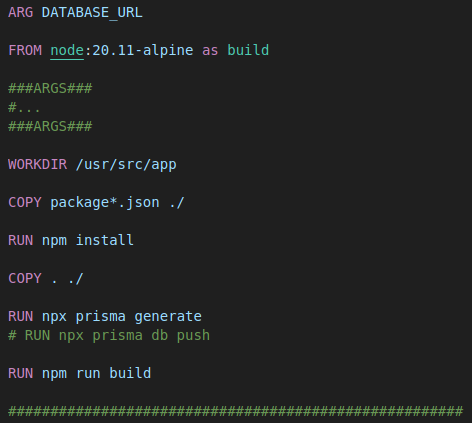 ARG DATABASE_URL
FROM node:20.11-alpine as build
###ARGS###
#...
###ARGS###
WORKDIR /usr/src/app
COPY package*.json ./
RUN npm install
COPY . ./
RUN npx prisma generate
# RUN npx prisma db push
RUN npm run build
######################################################